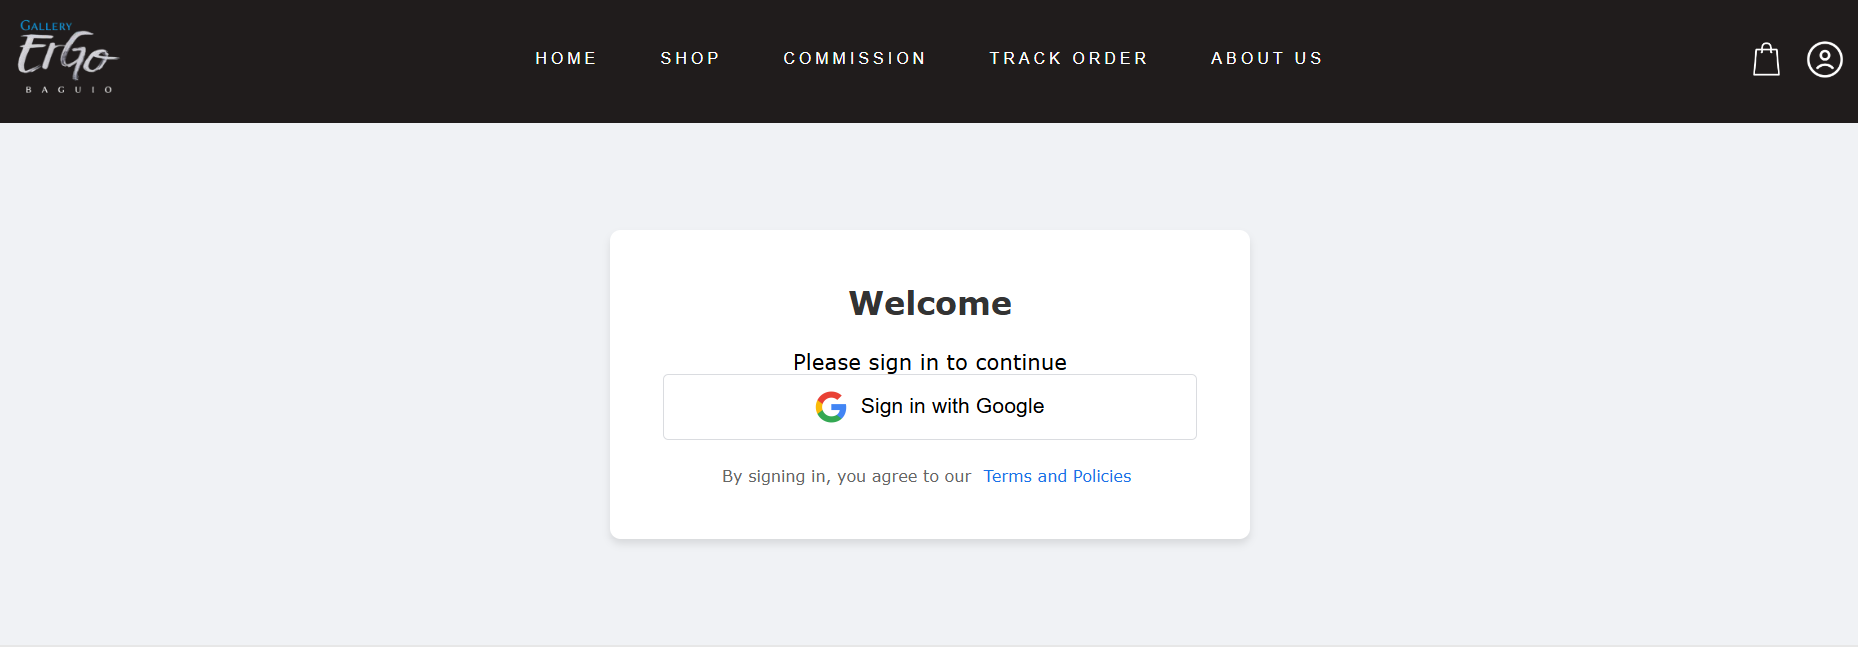 GALLERY
ErGo
BAGUIO
HOME SHOP COMMISSION TRACK ORDER ABOUT US
Welcome
Please sign in to continue
Sign in with Google
By signing in, you agree to our Terms and Policies